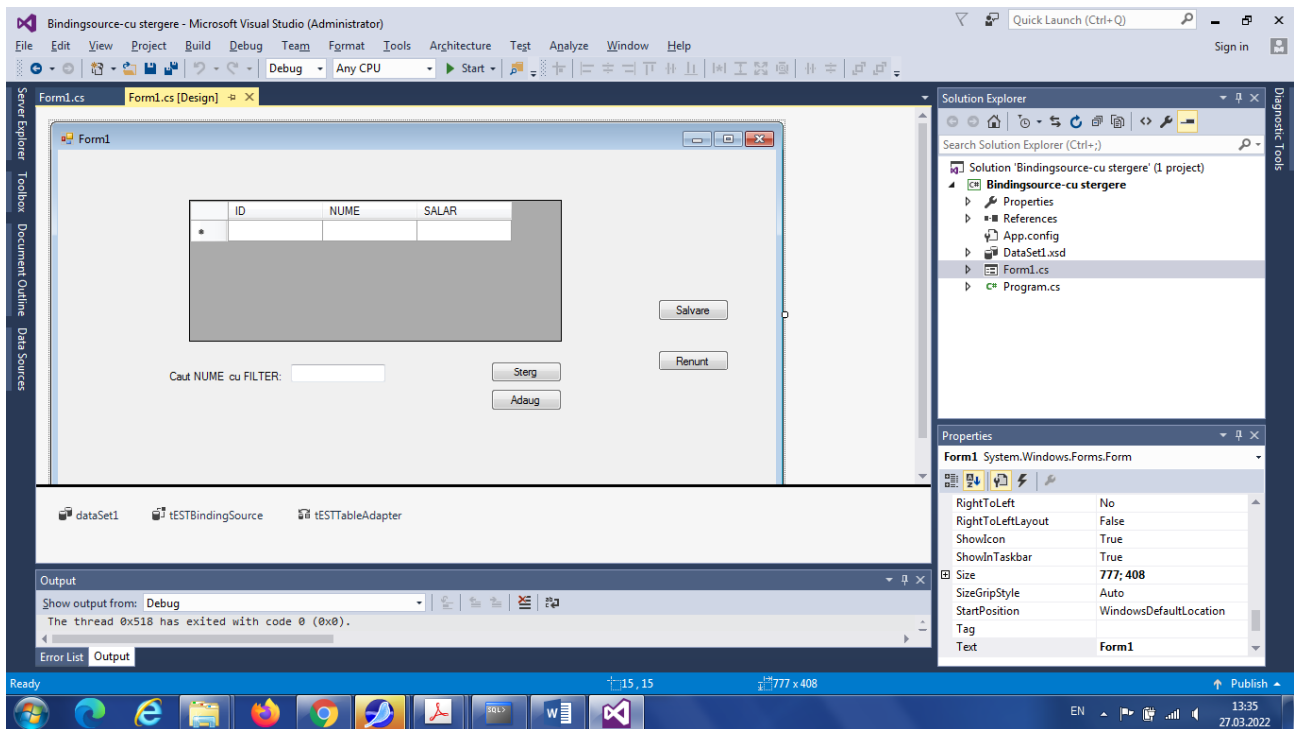 Bindingsource-cu stergere - Microsoft Visual Studio (Administrator)
Quick Launch (Ctrl+Q)
File Edit View Project Build Debug Team Format Tools Architecture Test Analyze Window Help
Sign in
Debug Any CPU Start
Server Explorer
Toolbox
Document Outline
Data Sources
Form1.cs Form1.cs [Design]
Form1
ID NUME SALAR
Salvare
Renunt
Caut NUME cu FILTER:
Sterg
Adaug
dataSet1 tESTBindingSource tESTTableAdapter
Output
Show output from: Debug
The thread 0x518 has exited with code 0 (0x0).
Error List Output
Solution Explorer
Search Solution Explorer (Ctrl+;)
Solution 'Bindingsource-cu stergere' (1 project)
C# Bindingsource-cu stergere
Properties
References
App.config
DataSet1.xsd
Form1.cs
C# Program.cs
Diagnostic Tools
Properties
Form1 System.Windows.Forms.Form
RightToLeft No
RightToLeftLayout False
ShowIcon True
ShowInTaskbar True
Size 777; 408
SizeGripStyle Auto
StartPosition WindowsDefaultLocation
Tag
Text Form1
Ready 15 , 15 777 x 408 Publish
SQL>
W
EN
13:35
27.03.2022